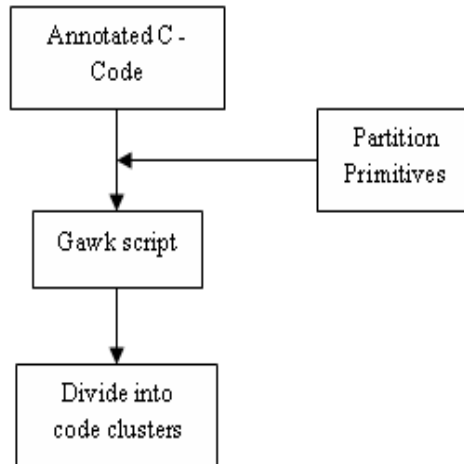 Annotated C -
Code
Partition
Primitives
Gawk script
Divide into
code clusters